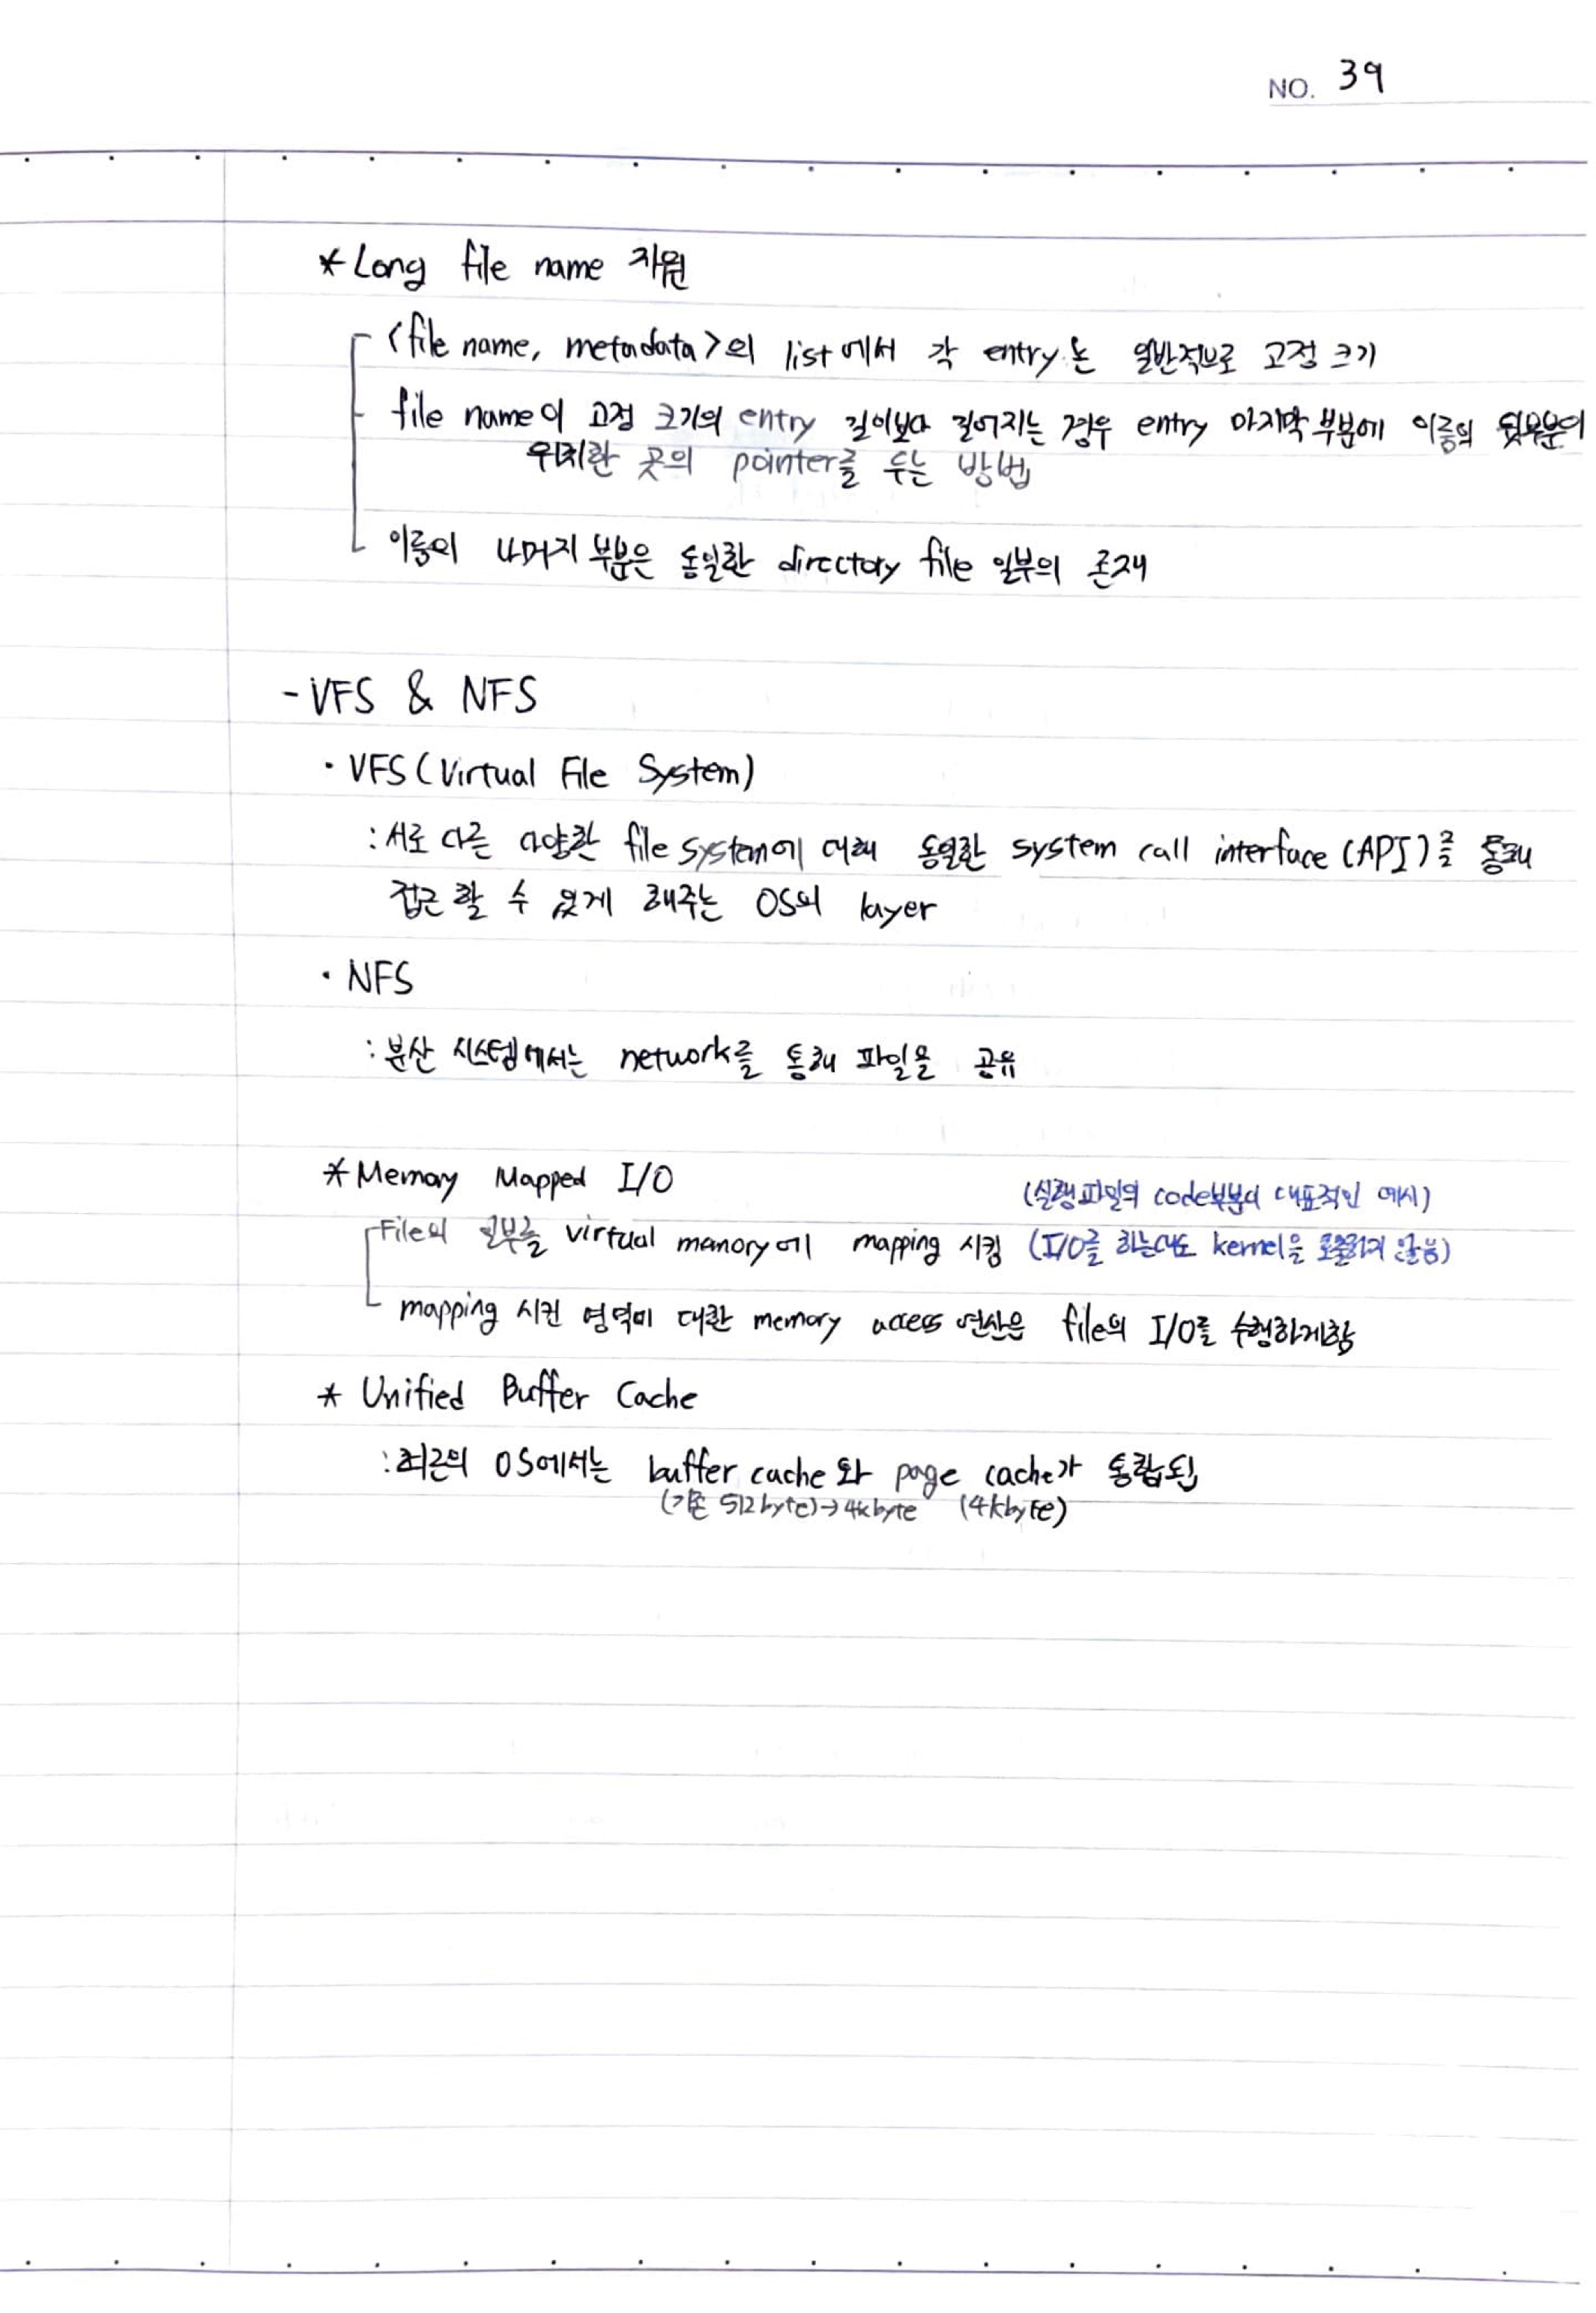 NO. 39
* Long file name 지원
<file name, metadata>의 list에서 각 entry는 일반적으로 고정 크기
file name이 고정 크기의 entry 길이보다 길어지는 경우 entry 마지막 부분에 이름의 뒷부분이
위치한 곳의 pointer를 두는 방법
이름의 나머지 부분은 동일한 directory file 일부의 존재
- VFS & NFS
· VFS (Virtual File System)
: 서로 다른 다양한 file system에 대해 동일한 system call interface (API)를 통해
접근 할 수 있게 해주는 OS의 layer
· NFS
: 분산 시스템에서는 network를 통해 파일을 공유
* Memory Mapped I/O
(실행파일의 code부분이 대표적인 예시)
File의 일부를 virtual memory에 mapping 시킴 (I/O를 하는데도 kernel을 호출하지 않음)
mapping 시킨 영역에 대한 memory access 연산은 file의 I/O를 수행하게함
* Unified Buffer Cache
: 최근의 OS에서는 buffer cache와 page cache가 통합됨
(기존 512byte)→4kbyte (4kbyte)